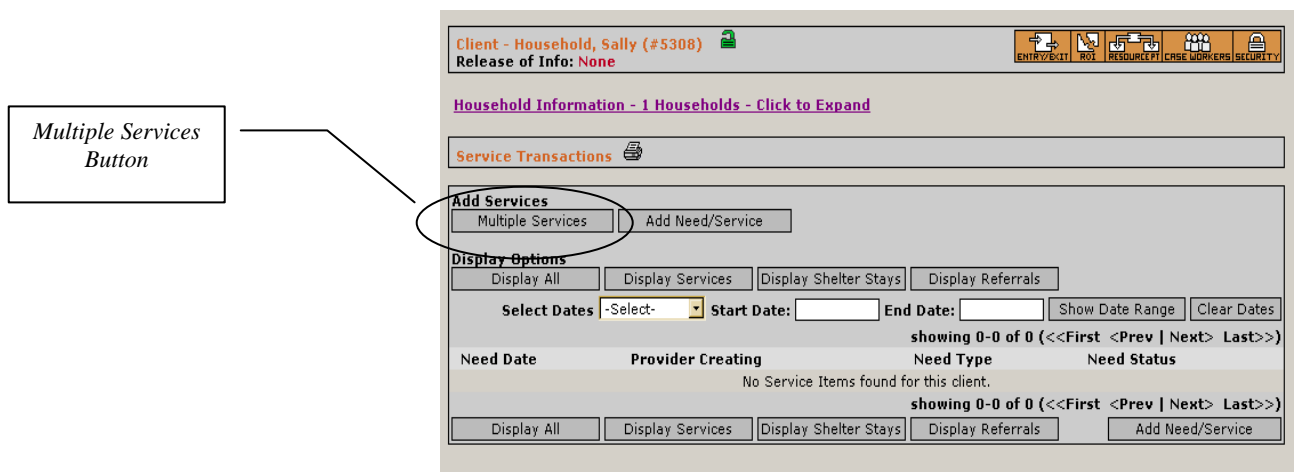 Client - Household, Sally (#5308)
Release of Info: None
ENTRY/EXIT ROI RESOURCEPT CASE WORKERS SECURITY
Household Information - 1 Households - Click to Expand
Multiple Services
Button
Service Transactions
Add Services
Multiple Services Add Need/Service
Display Options
Display All Display Services Display Shelter Stays Display Referrals
Select Dates -Select- Start Date: End Date: Show Date Range Clear Dates
showing 0-0 of 0 (<<First <Prev | Next> Last>>)
Need Date Provider Creating Need Type Need Status
No Service Items found for this client.
showing 0-0 of 0 (<<First <Prev | Next> Last>>)
Display All Display Services Display Shelter Stays Display Referrals Add Need/Service